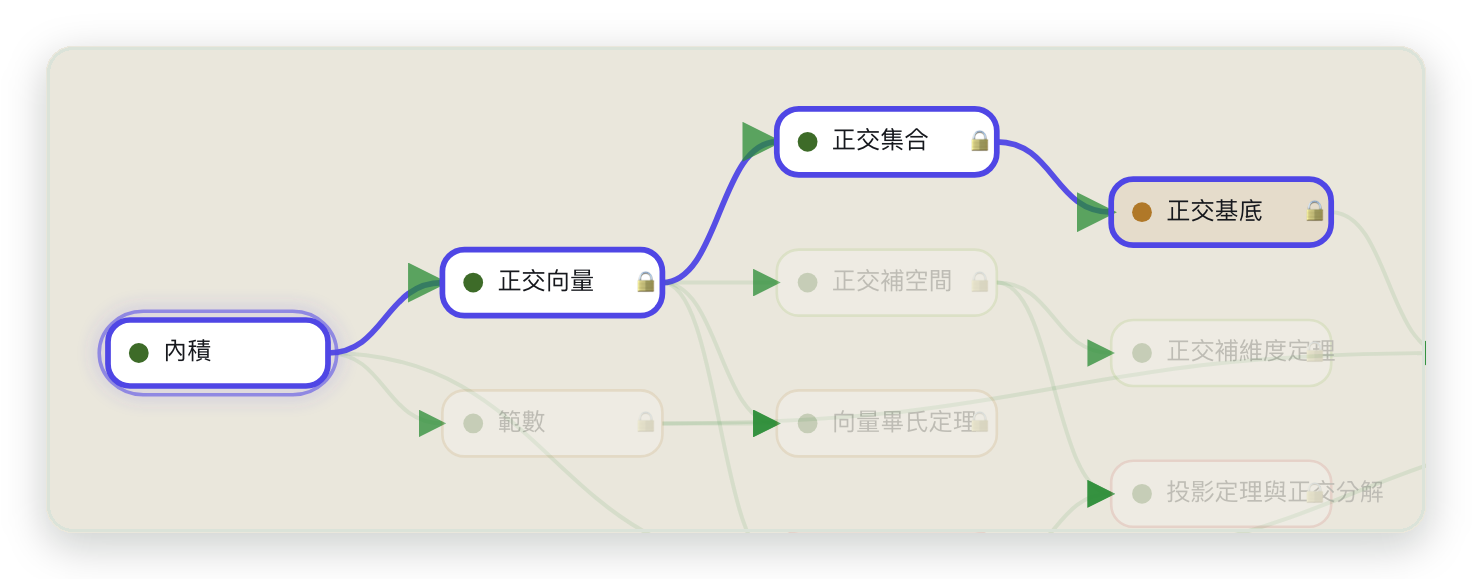 正交集合
正交基底
正交向量
正交補空間
內積
正交補維度定理
範數
向量畢氏定理
投影定理與正交分解